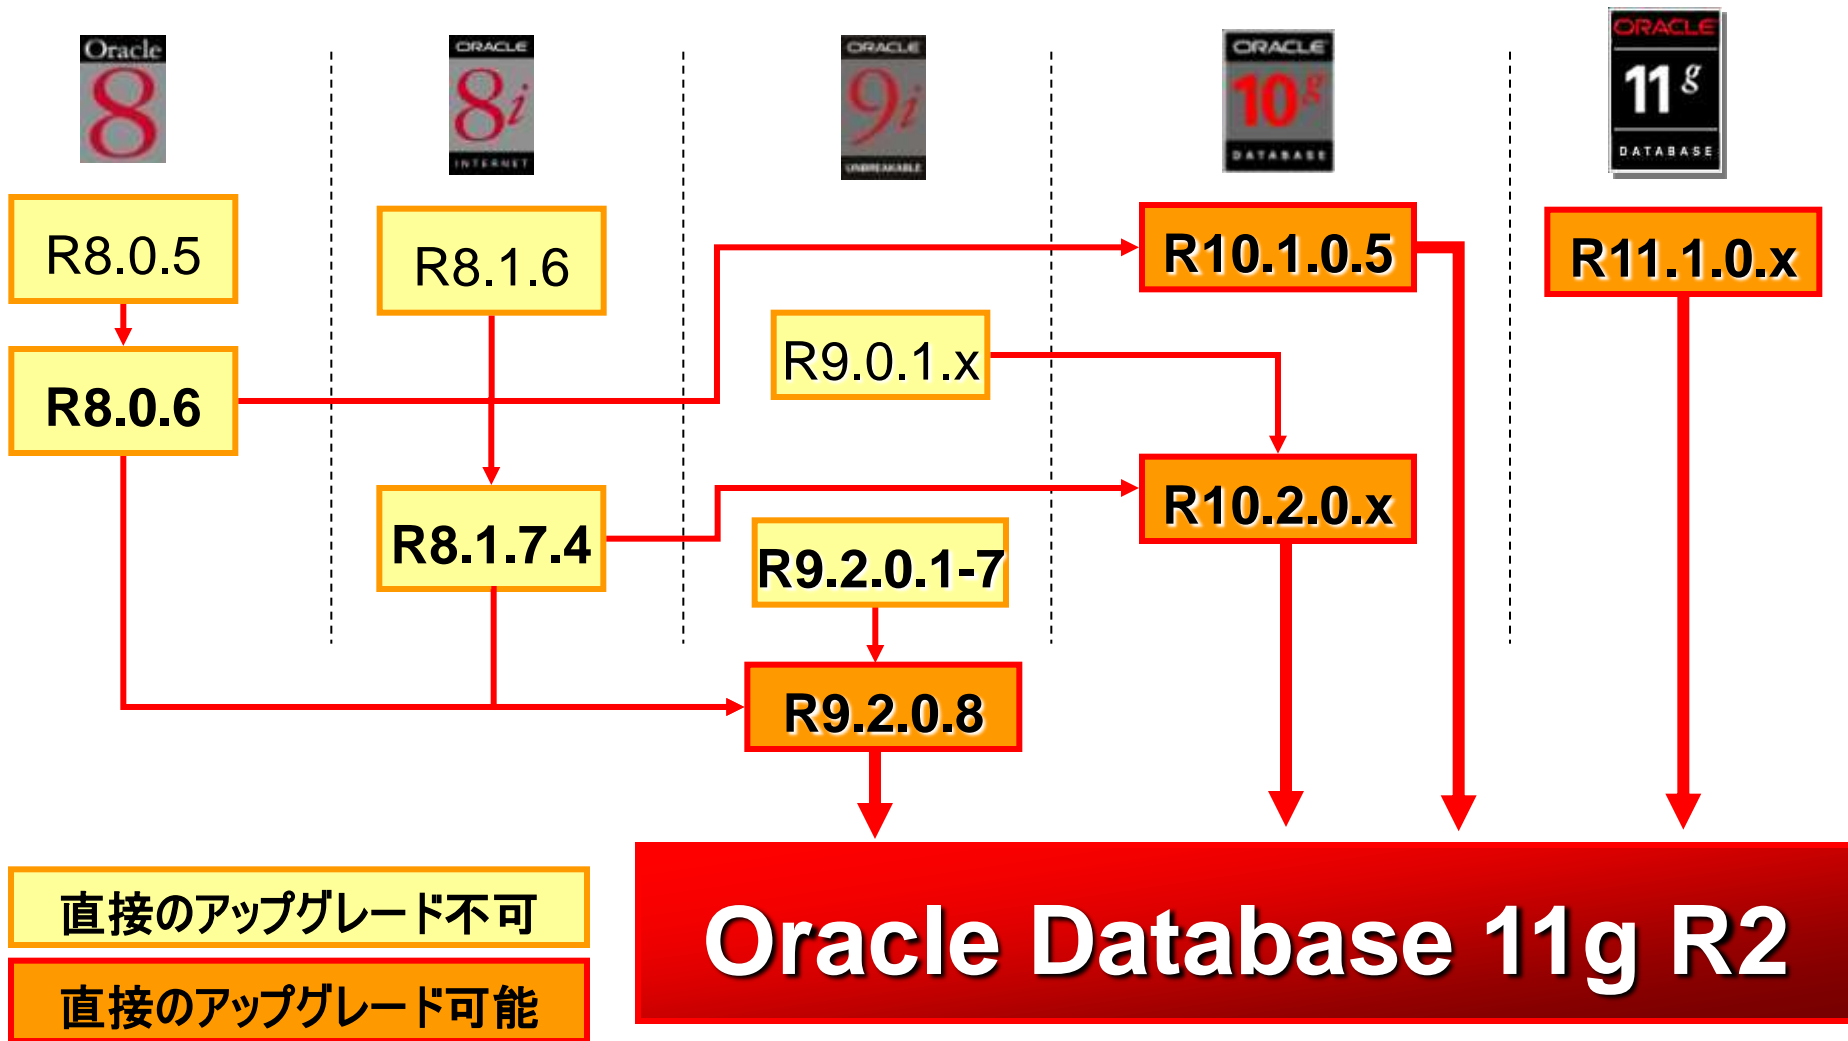 Oracle
8
ORACLE
8i
INTERNET
ORACLE
9i
UNBREAKABLE
ORACLE
10g
DATABASE
ORACLE
11g
DATABASE
R8.0.5
R8.1.6
R10.1.0.5
R11.1.0.x
R9.0.1.x
R8.0.6
R10.2.0.x
R8.1.7.4
R9.2.0.1-7
R9.2.0.8
直接のアップグレード不可
直接のアップグレード可能
Oracle Database 11g R2